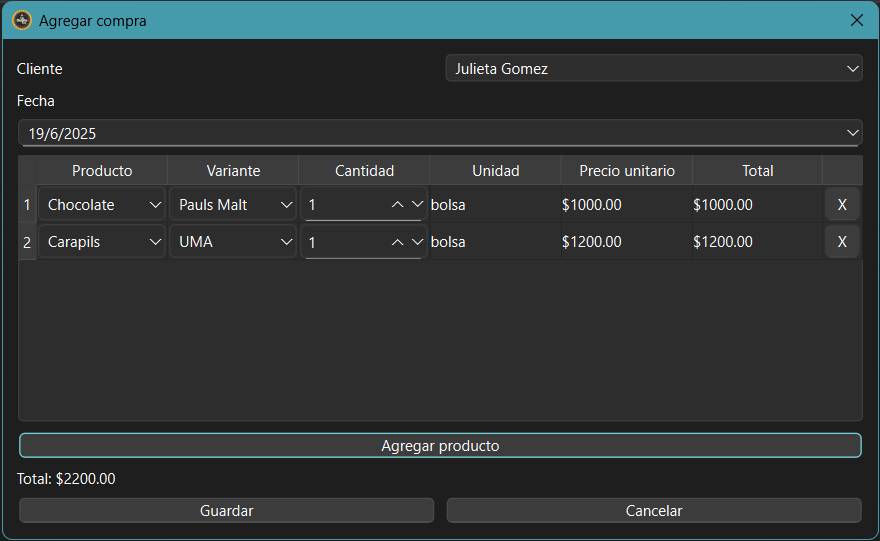 Agregar compra
Cliente Julieta Gomez
Fecha
19/6/2025
Producto Variante Cantidad Unidad Precio unitario Total
1 Chocolate Pauls Malt 1 bolsa $1000.00 $1000.00 X
2 Carapils UMA 1 bolsa $1200.00 $1200.00 X
Agregar producto
Total: $2200.00
Guardar Cancelar